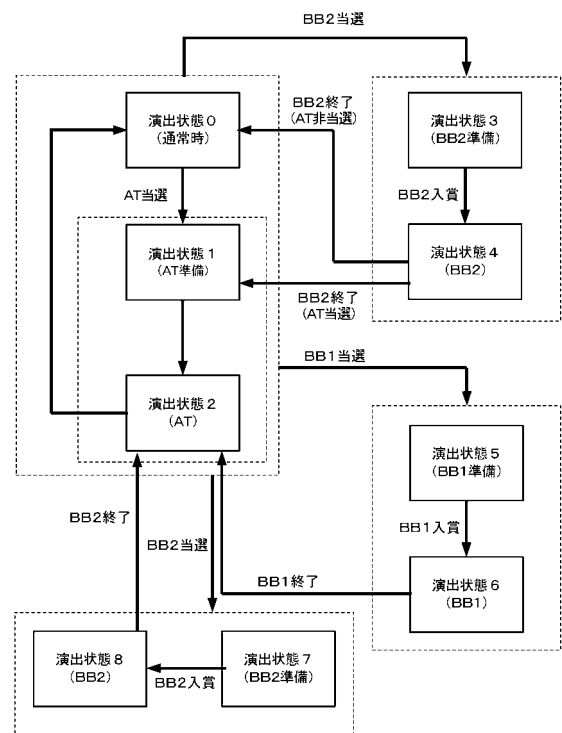 BB2当選
演出状態0
(通常時)
BB2終了
(AT非当選)
演出状態3
(BB2準備)
AT当選
BB2入賞
演出状態1
(AT準備)
演出状態4
(BB2)
BB2終了
(AT当選)
BB1当選
演出状態2
(AT)
演出状態5
(BB1準備)
BB2終了
BB2当選
BB1入賞
BB1終了
演出状態6
(BB1)
演出状態8
(BB2)
BB2入賞
演出状態7
(BB2準備)